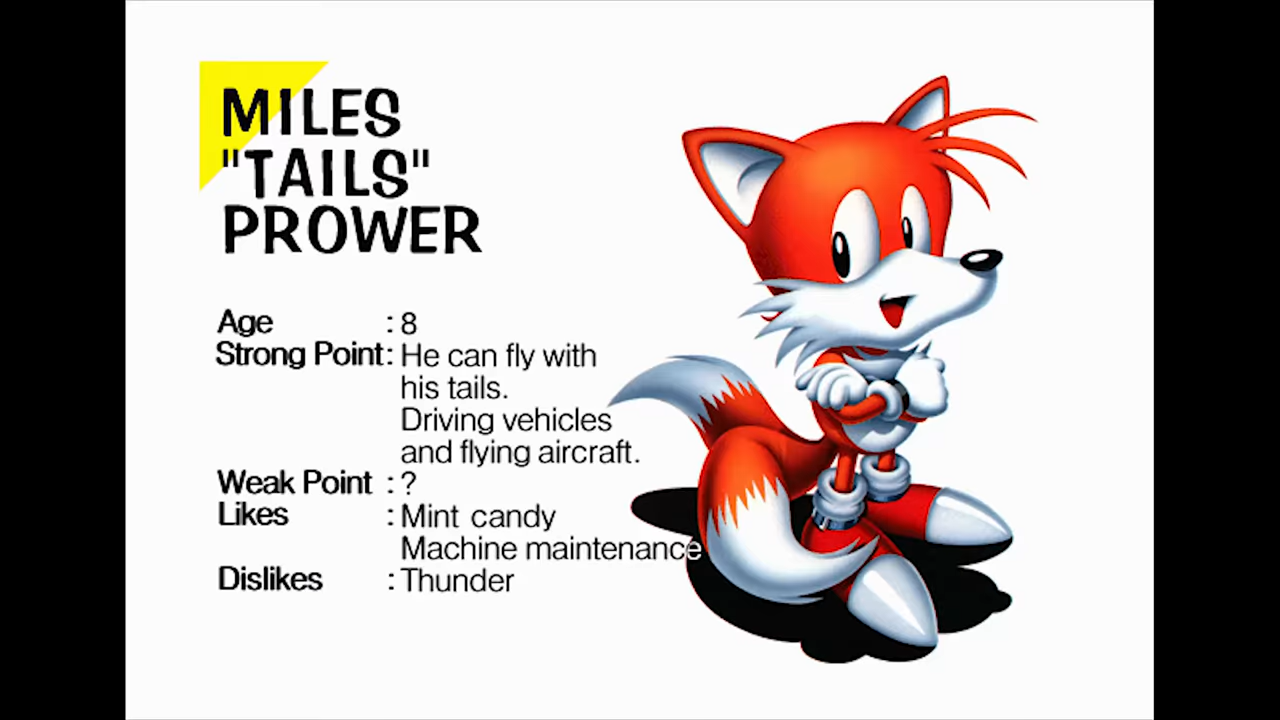 MILES
"TAILS"
PROWER
Age : 8
Strong Point : He can fly with
his tails.
Driving vehicles
and flying aircraft.
Weak Point : ?
Likes : Mint candy
Machine maintenance
Dislikes : Thunder